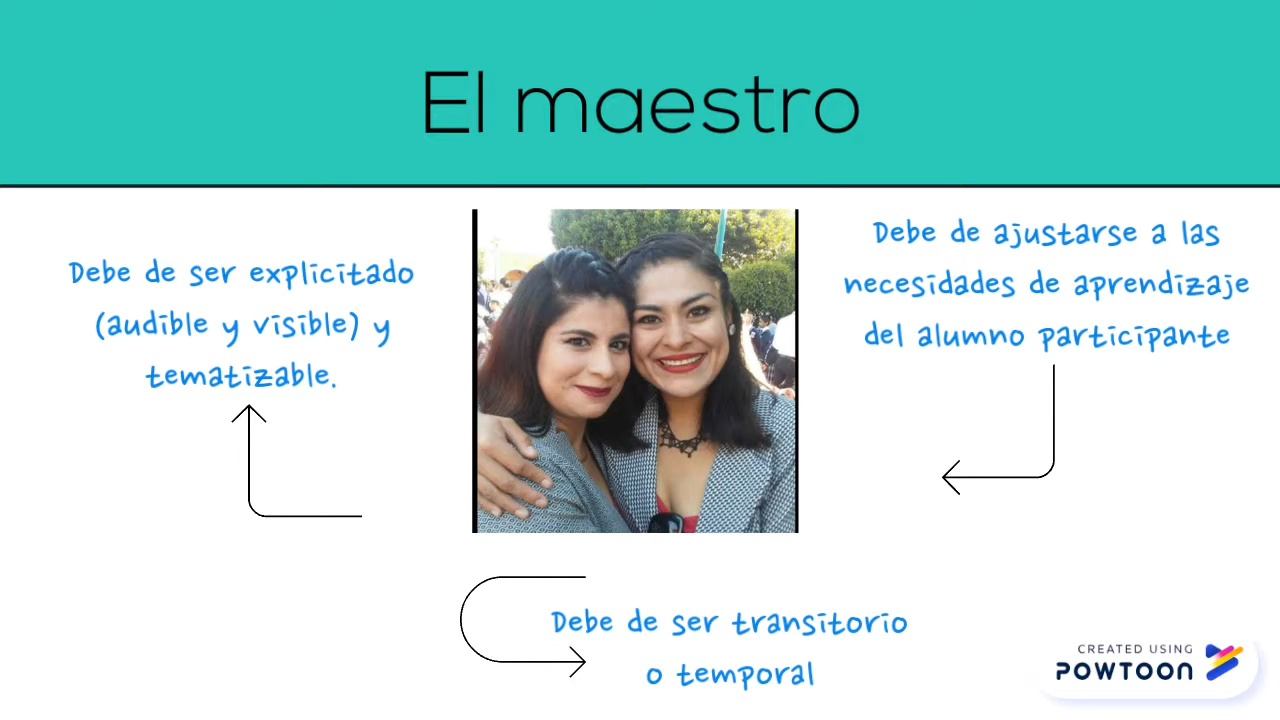 El maestro
Debe de ser explicitado
(audible y visible) y
tematizable.
Debe de ajustarse a las
necesidades de aprendizaje
del alumno participante
Debe de ser transitorio
o temporal
CREATED USING
POWTOON